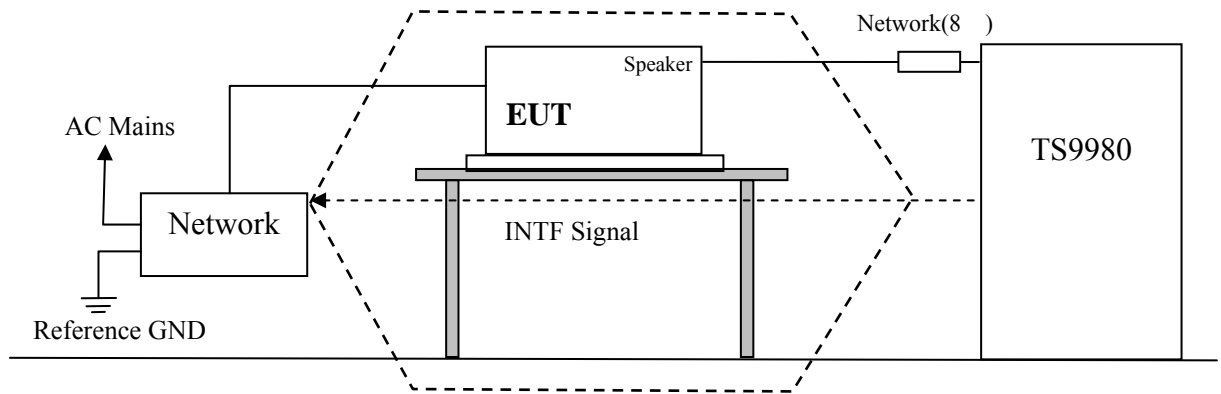 Network(8 )
Speaker
EUT
AC Mains
TS9980
Network
INTF Signal
Reference GND